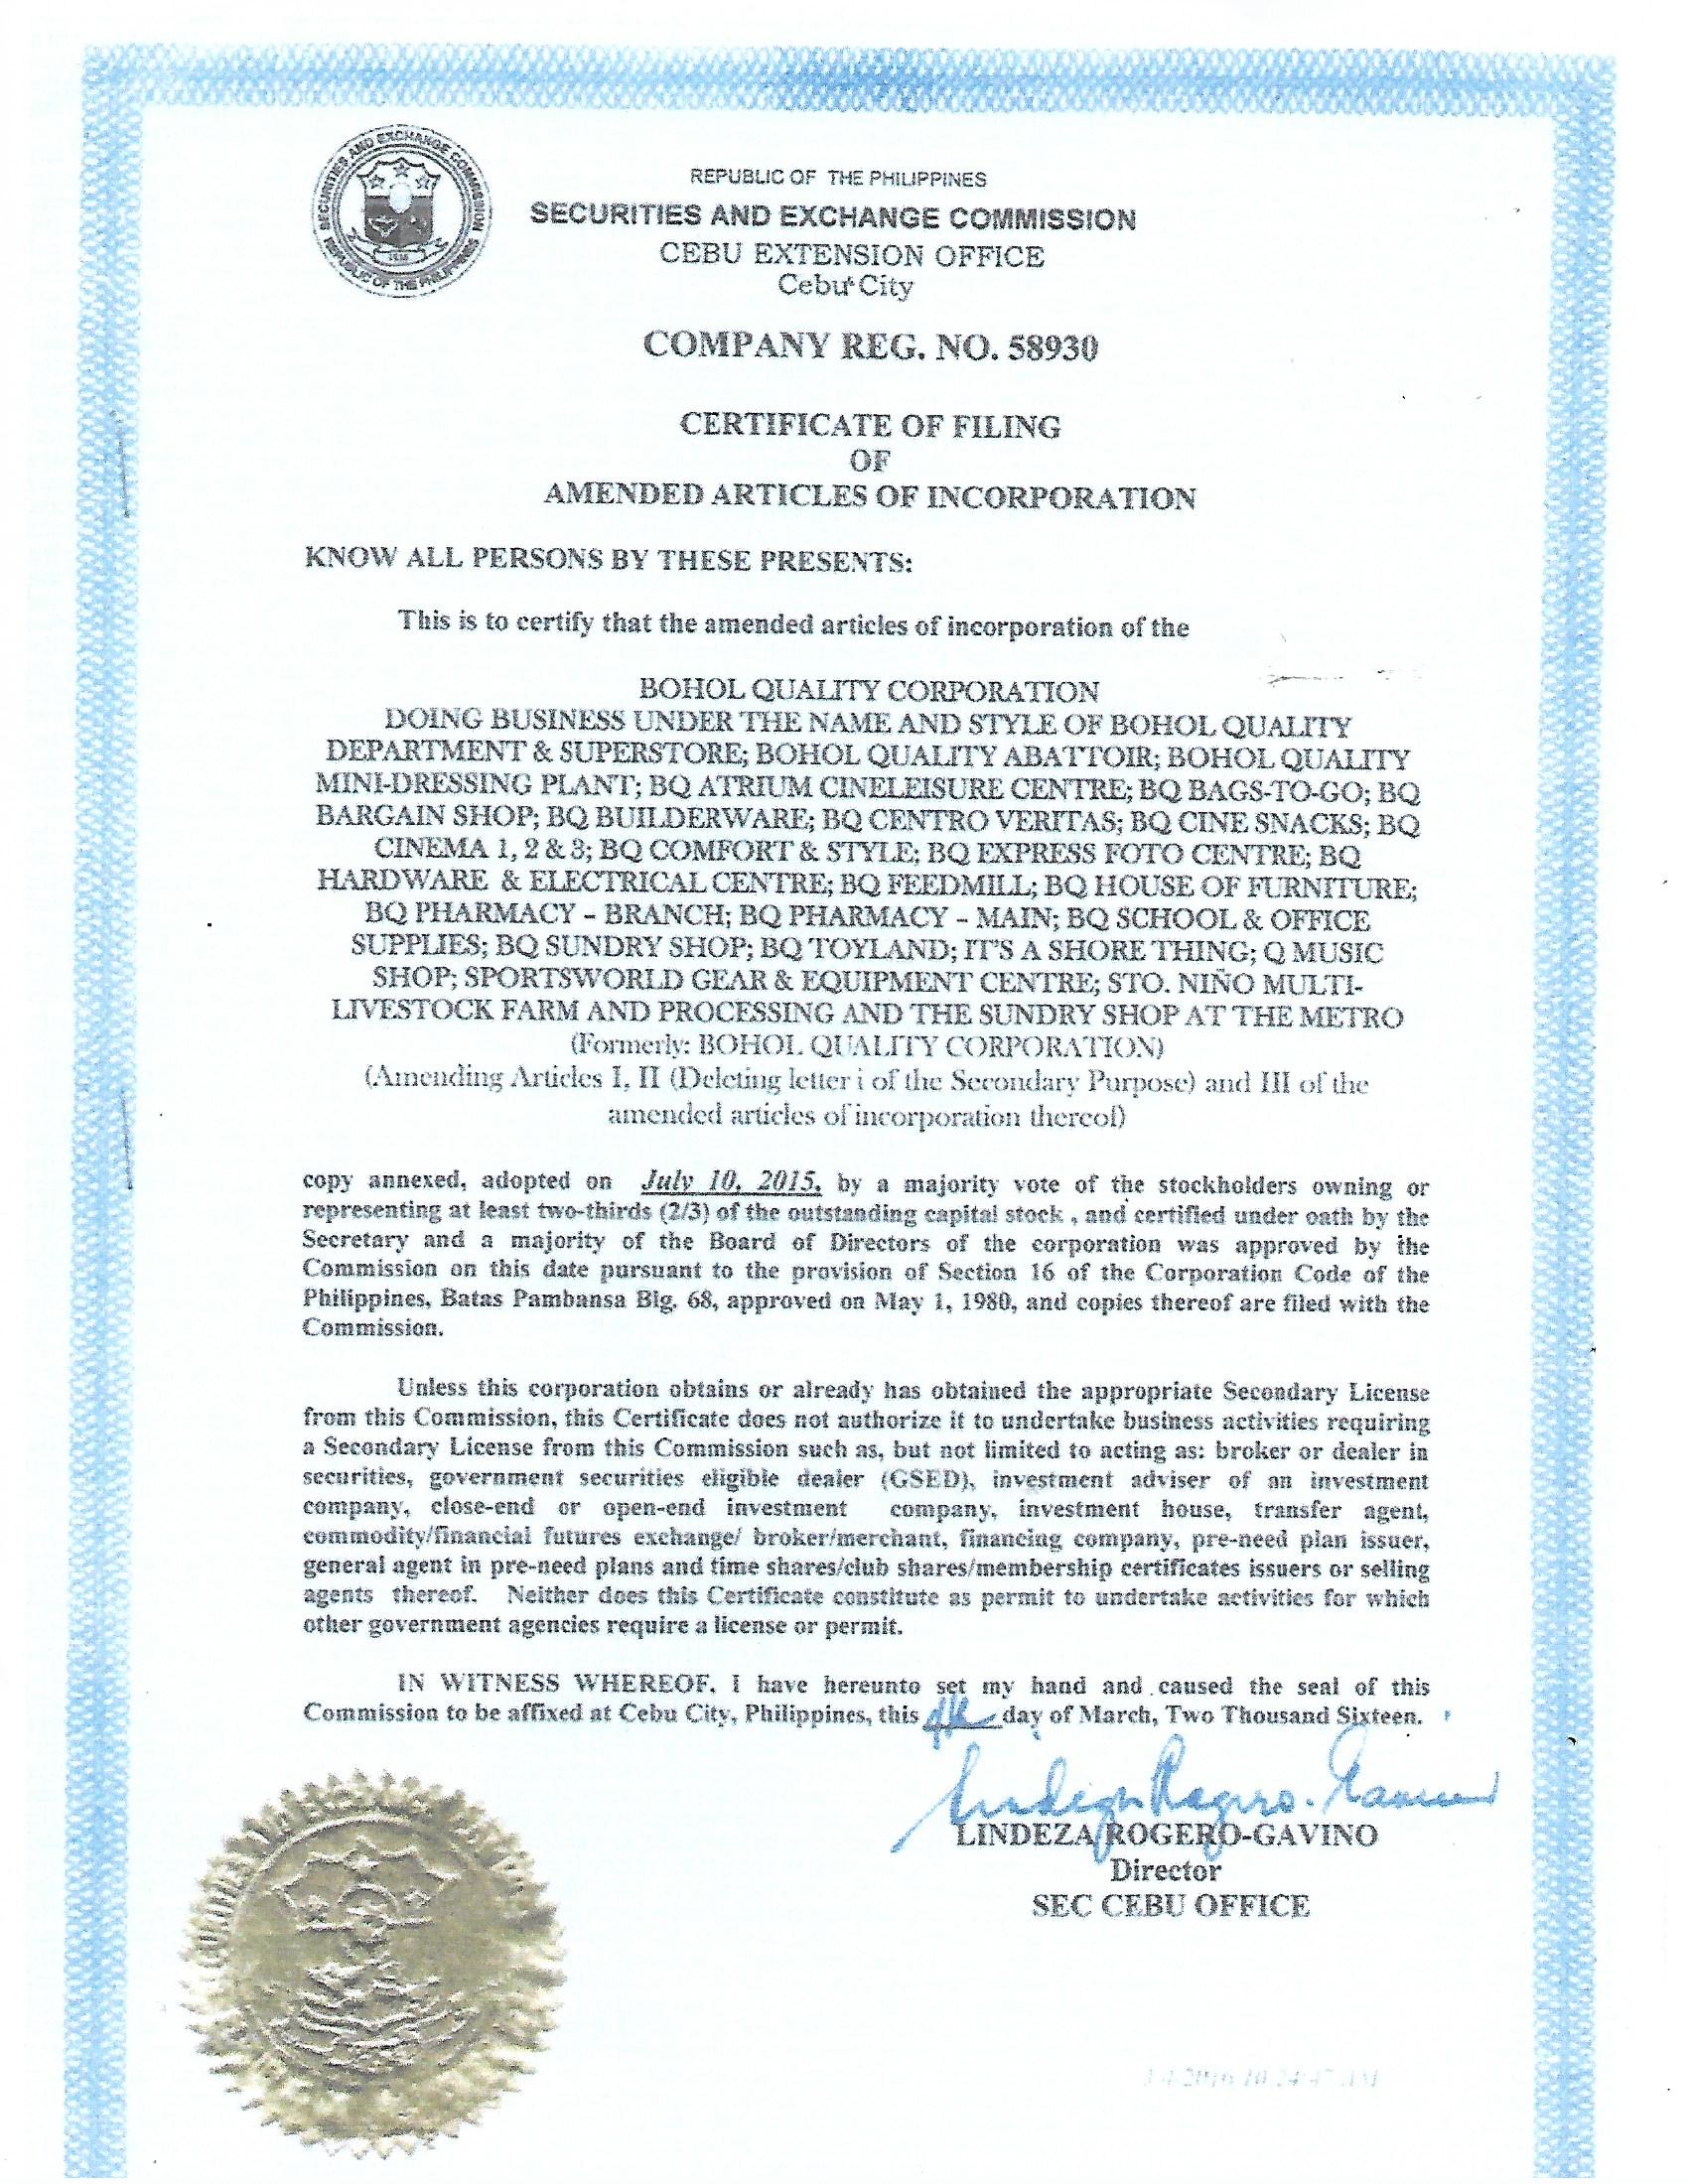 SECURITIES AND EXCHANGE COMMISSION
REPUBLIC OF THE PHILIPPINES
1936
REPUBLIC OF THE PHILIPPINES
SECURITIES AND EXCHANGE COMMISSION
CEBU EXTENSION OFFICE
Cebu City
COMPANY REG. NO. 58930
CERTIFICATE OF FILING
OF
AMENDED ARTICLES OF INCORPORATION
KNOW ALL PERSONS BY THESE PRESENTS:
This is to certify that the amended articles of incorporation of the
BOHOL QUALITY CORPORATION
DOING BUSINESS UNDER THE NAME AND STYLE OF BOHOL QUALITY
DEPARTMENT & SUPERSTORE; BOHOL QUALITY ABATTOIR; BOHOL QUALITY
MINI-DRESSING PLANT; BQ ATRIUM CINELEISURE CENTRE; BQ BAGS-TO-GO; BQ
BARGAIN SHOP; BQ BUILDERWARE; BQ CENTRO VERITAS; BQ CINE SNACKS; BQ
CINEMA 1, 2 & 3; BQ COMFORT & STYLE; BQ EXPRESS FOTO CENTRE; BQ
HARDWARE & ELECTRICAL CENTRE; BQ FEEDMILL; BQ HOUSE OF FURNITURE;
BQ PHARMACY – BRANCH; BQ PHARMACY – MAIN; BQ SCHOOL & OFFICE
SUPPLIES; BQ SUNDRY SHOP; BQ TOYLAND; IT'S A SHORE THING; Q MUSIC
SHOP; SPORTSWORLD GEAR & EQUIPMENT CENTRE; STO. NIÑO MULTI-
LIVESTOCK FARM AND PROCESSING AND THE SUNDRY SHOP AT THE METRO
(Formerly: BOHOL QUALITY CORPORATION)
(Amending Articles I, II (Deleting letter i of the Secondary Purpose) and III of the
amended articles of incorporation thereof)
copy annexed, adopted on July 10, 2015, by a majority vote of the stockholders owning or
representing at least two-thirds (2/3) of the outstanding capital stock , and certified under oath by the
Secretary and a majority of the Board of Directors of the corporation was approved by the
Commission on this date pursuant to the provision of Section 16 of the Corporation Code of the
Philippines, Batas Pambansa Blg. 68, approved on May 1, 1980, and copies thereof are filed with the
Commission.
Unless this corporation obtains or already has obtained the appropriate Secondary License
from this Commission, this Certificate does not authorize it to undertake business activities requiring
a Secondary License from this Commission such as, but not limited to acting as: broker or dealer in
securities, government securities eligible dealer (GSED), investment adviser of an investment
company, close-end or open-end investment company, investment house, transfer agent,
commodity/financial futures exchange/ broker/merchant, financing company, pre-need plan issuer,
general agent in pre-need plans and time shares/club shares/membership certificates issuers or selling
agents thereof. Neither does this Certificate constitute as permit to undertake activities for which
other government agencies require a license or permit.
IN WITNESS WHEREOF, I have hereunto set my hand and caused the seal of this
Commission to be affixed at Cebu City, Philippines, this 4th day of March, Two Thousand Sixteen.
LINDEZA ROGERO-GAVINO
Director
SEC CEBU OFFICE